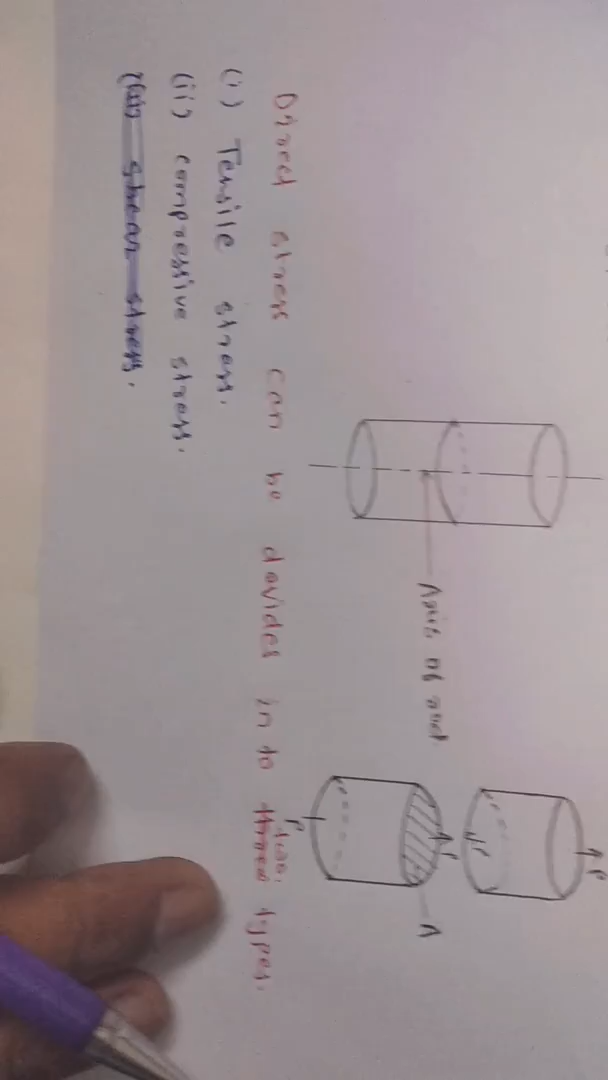 P
P
P
Axis of rod.
A
P
Direct stress can be devides in to three two. types.
(i) Tensile stress.
(ii) compressive stress.
(iii) shear stress.